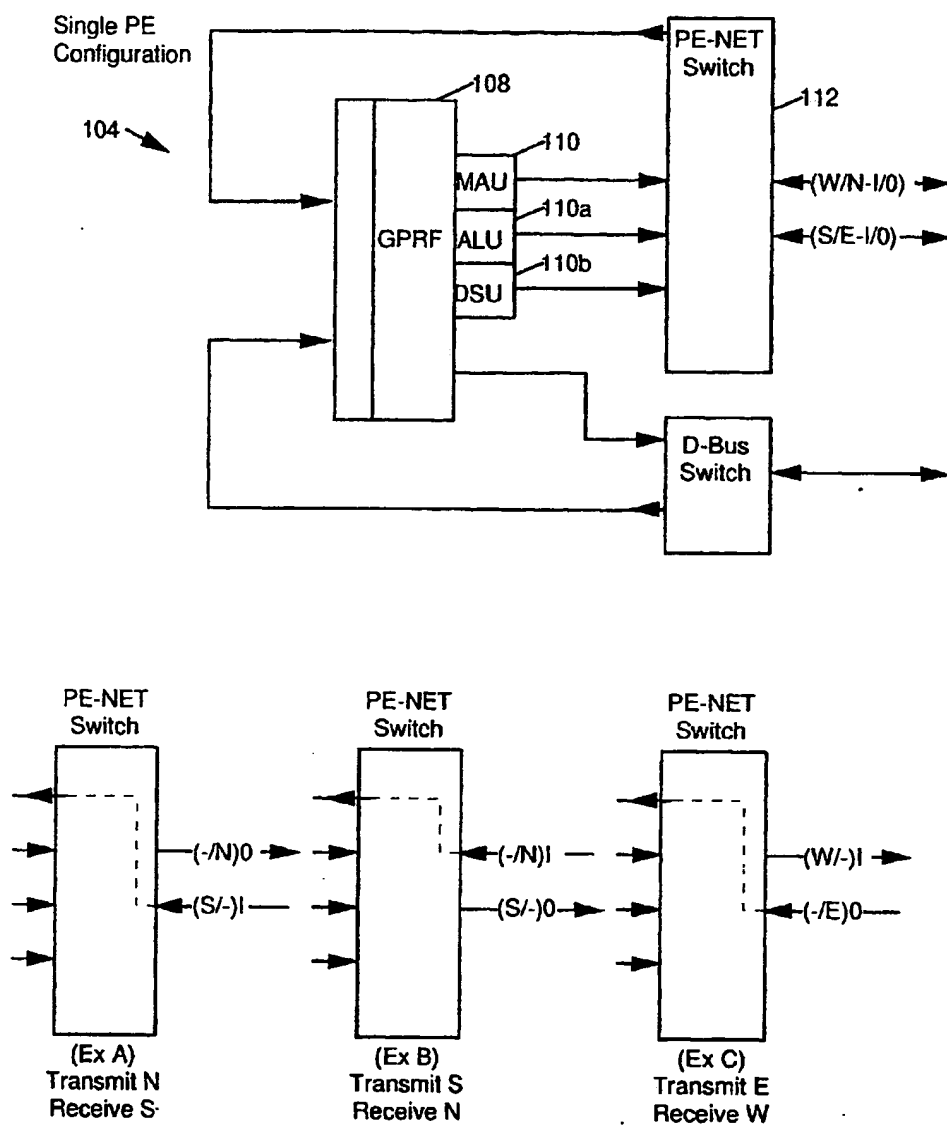 Single PE
Configuration
PE-NET
Switch
108
112
104
110
MAU
(W/N-I/0)
110a
GPRF
ALU
(S/E-I/0)
110b
DSU
D-Bus
Switch
PE-NET
Switch
PE-NET
Switch
PE-NET
Switch
(-/N)0
(-/N)I
(W/-)I
(S/-)I
(S/-)0
(-/E)0
(Ex A)
Transmit N
Receive S
(Ex B)
Transmit S
Receive N
(Ex C)
Transmit E
Receive W